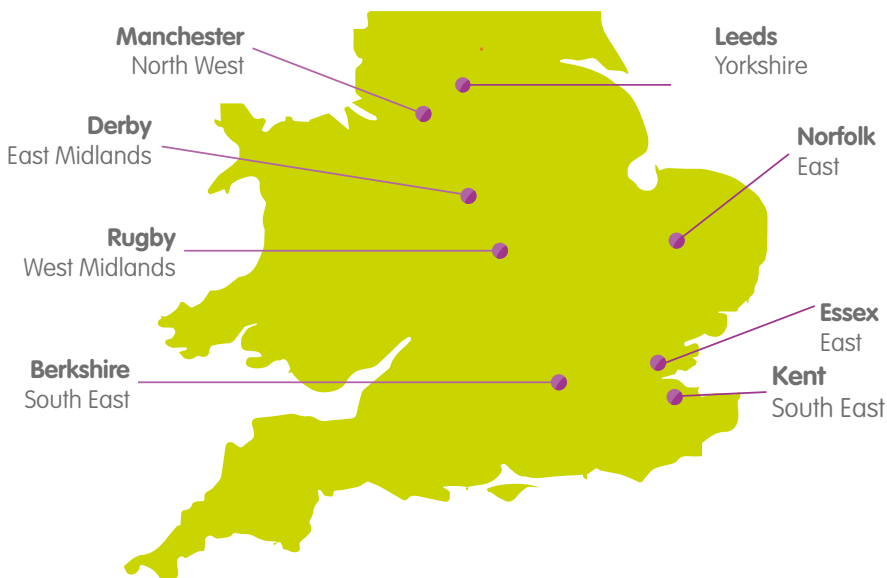 Manchester
North West
Leeds
Yorkshire
Derby
East Midlands
Norfolk
East
Rugby
West Midlands
Essex
East
Berkshire
South East
Kent
South East